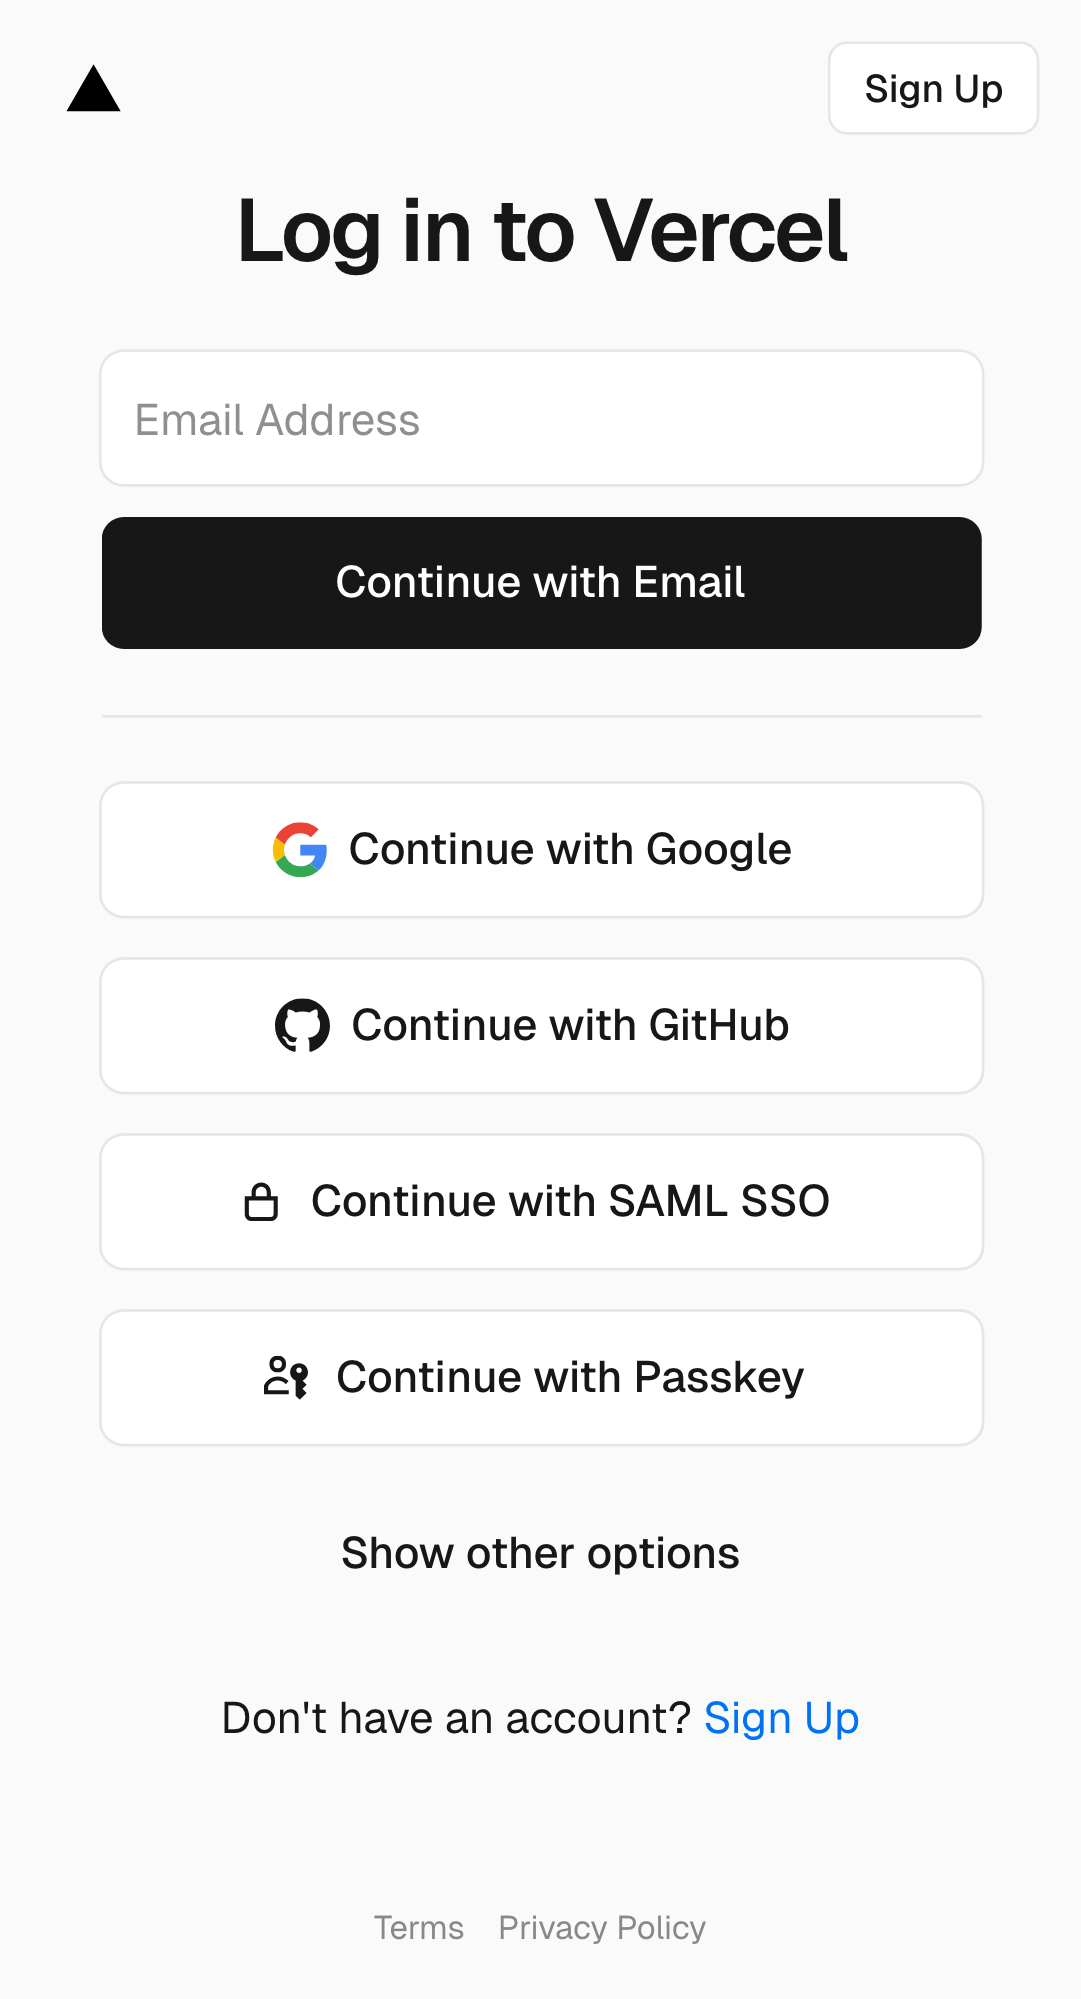 Sign Up
Log in to Vercel
Email Address
Continue with Email
Continue with Google
Continue with GitHub
Continue with SAML SSO
Continue with Passkey
Show other options
Don't have an account? Sign Up
Terms Privacy Policy